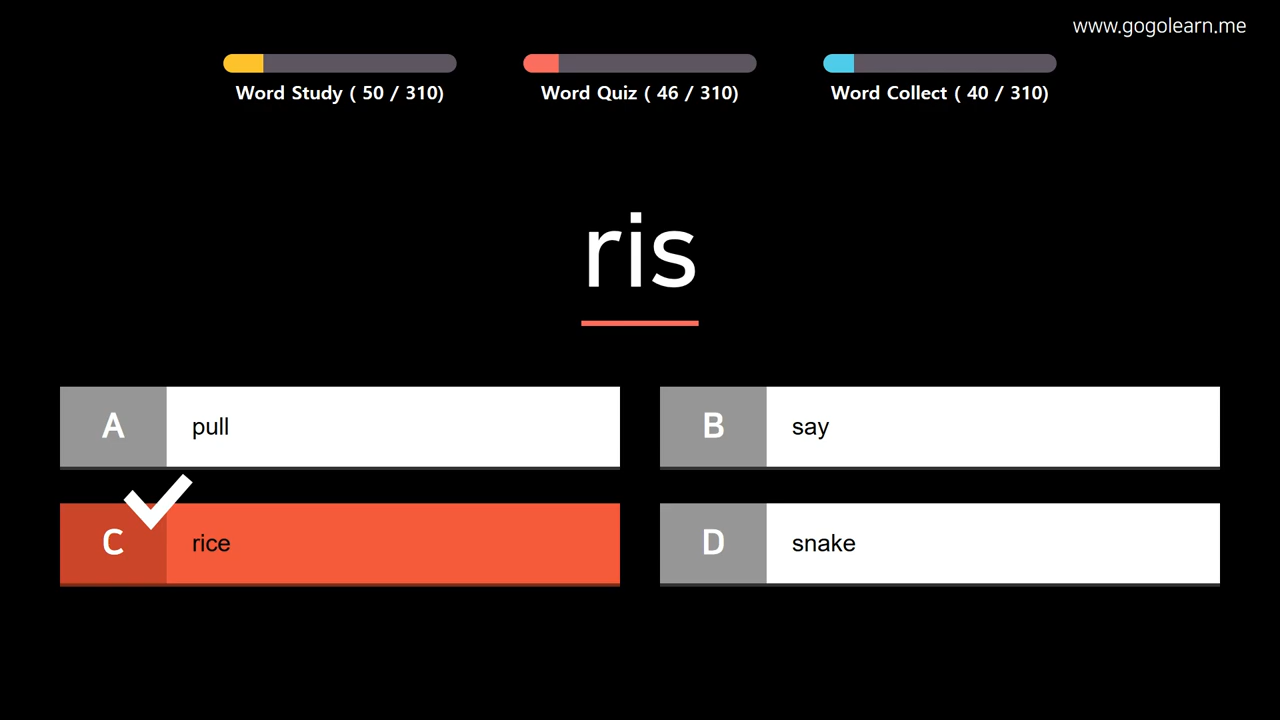 www.gogolearn.me
Word Study ( 50 / 310)
Word Quiz ( 46 / 310)
Word Collect ( 40 / 310)
ris
A pull
B say
C rice
D snake